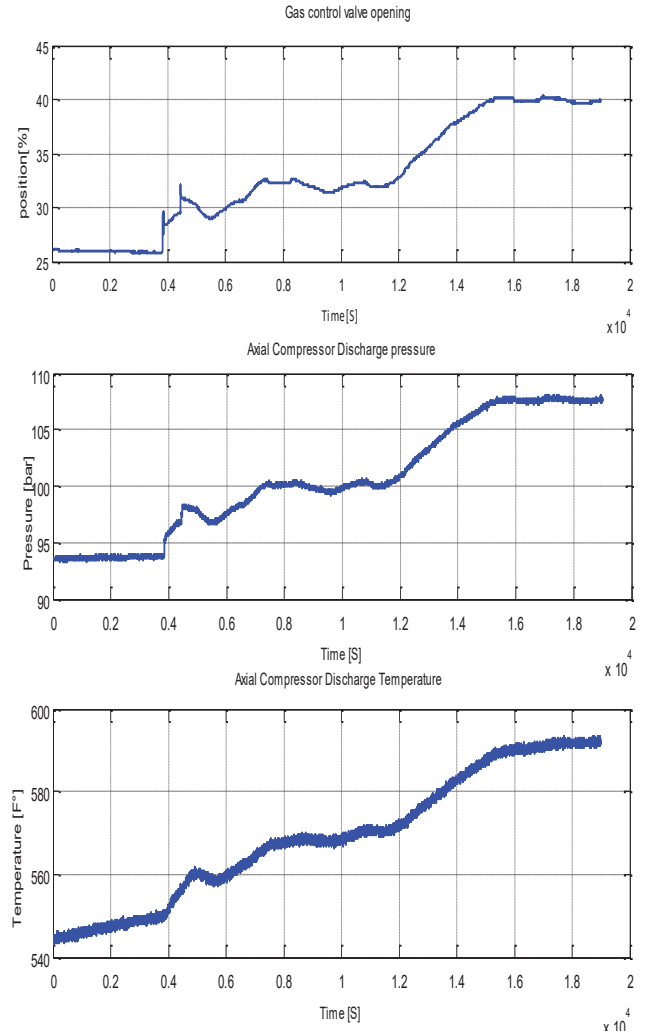 Gas control valve opening
45
40
35
30
25
position[%]
0 0.2 0.4 0.6 0.8 1 1.2 1.4 1.6 1.8 2
Time[S]
x10^4
Axial Compressor Discharge pressure
110
105
100
95
90
Pressure [bar]
0 0.2 0.4 0.6 0.8 1 1.2 1.4 1.6 1.8 2
Time [S]
x 10^4
Axial Compressor Discharge Temperature
600
580
560
540
Temperature [F°]
0 0.2 0.4 0.6 0.8 1 1.2 1.4 1.6 1.8 2
Time [S]
x 10^4